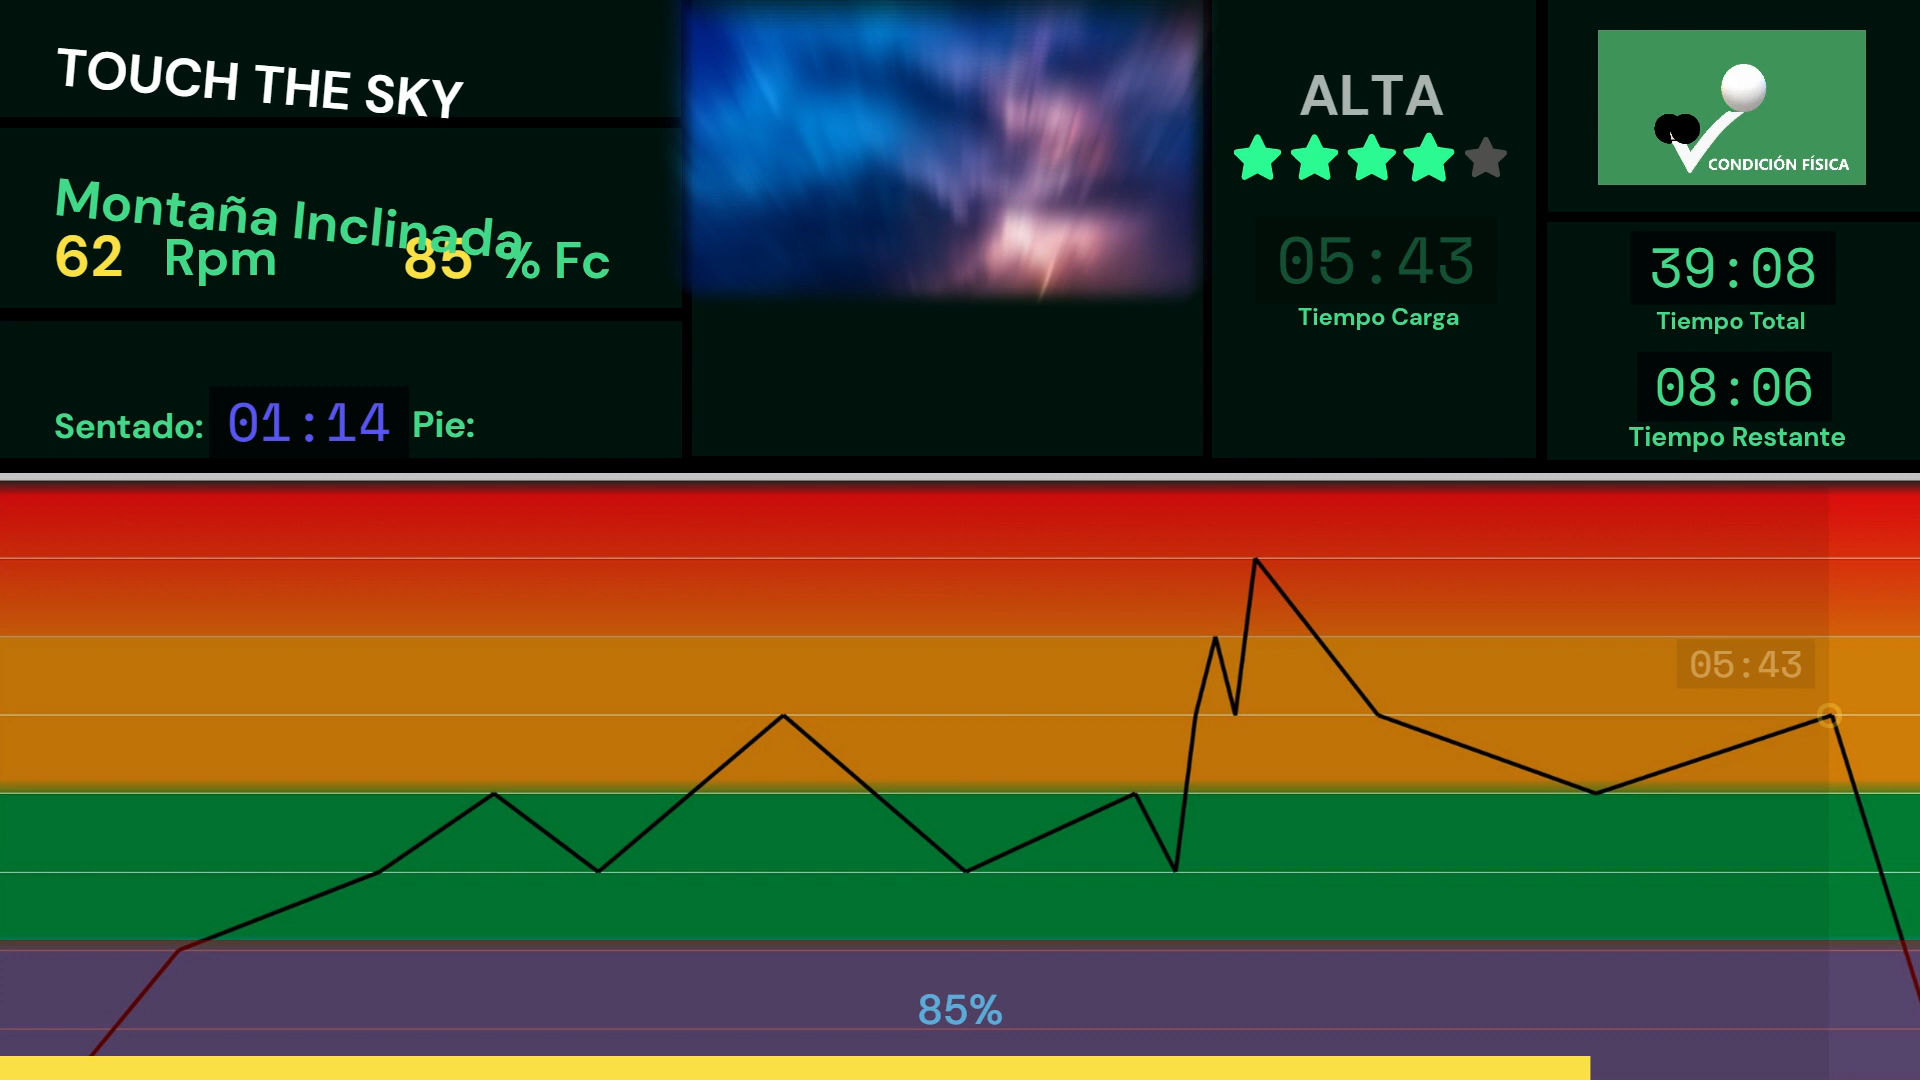 TOUCH THE SKY
Montaña Inclinada
62 Rpm 85 % Fc
Sentado: 01:14 Pie:
ALTA
05:43
Tiempo Carga
CONDICIÓN FÍSICA
39:08
Tiempo Total
08:06
Tiempo Restante
05:43
85%